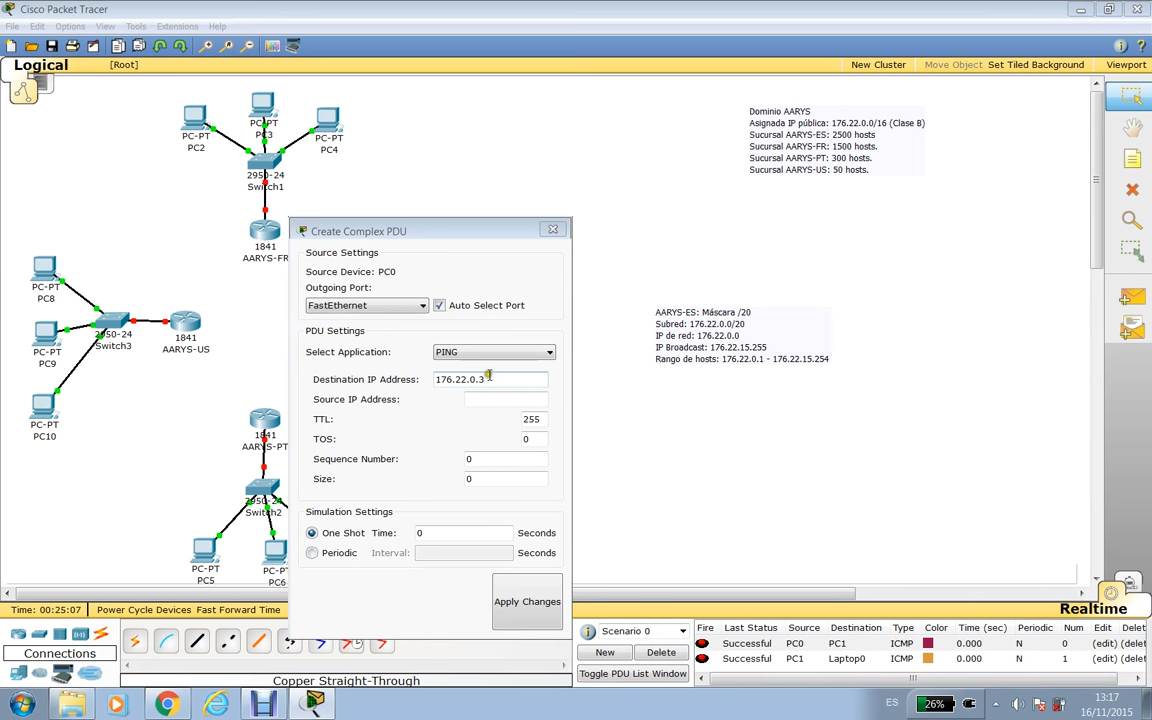 Cisco Packet Tracer
File Edit Options View Tools Extensions Help
Logical
[Root]
New Cluster
Move Object
Set Tiled Background
Viewport
PC-PT
PC2
PC-PT
PC3
PC-PT
PC4
2950-24
Switch1
1841
AARYS-FR
PC-PT
PC8
PC-PT
PC9
PC-PT
PC10
2950-24
Switch3
1841
AARYS-US
1841
AARYS-PT
2950-24
Switch2
PC-PT
PC5
PC-PT
PC6
Dominio AARYS
Asignada IP pública: 176.22.0.0/16 (Clase B)
Sucursal AARYS-ES: 2500 hosts
Sucursal AARYS-FR: 1500 hosts.
Sucursal AARYS-PT: 300 hosts.
Sucursal AARYS-US: 50 hosts.
AARYS-ES: Máscara /20
Subred: 176.22.0.0/20
IP de red: 176.22.0.0
IP Broadcast: 176.22.15.255
Rango de hosts: 176.22.0.1 - 176.22.15.254
Create Complex PDU
Source Settings
Source Device: PC0
Outgoing Port:
FastEthernet
Auto Select Port
PDU Settings
Select Application: PING
Destination IP Address: 176.22.0.3
Source IP Address:
TTL: 255
TOS: 0
Sequence Number: 0
Size: 0
Simulation Settings
One Shot Time: 0 Seconds
Periodic Interval: Seconds
Apply Changes
Time: 00:25:07
Power Cycle Devices Fast Forward Time
Realtime
Connections
Copper Straight-Through
Scenario 0
New
Delete
Toggle PDU List Window
Fire Last Status Source Destination Type Color Time (sec) Periodic Num Edit Delet
Successful PC0 PC1 ICMP 0.000 N 0 (edit) (delet
Successful PC1 Laptop0 ICMP 0.000 N 1 (edit) (delet
ES
26%
13:17
16/11/2015